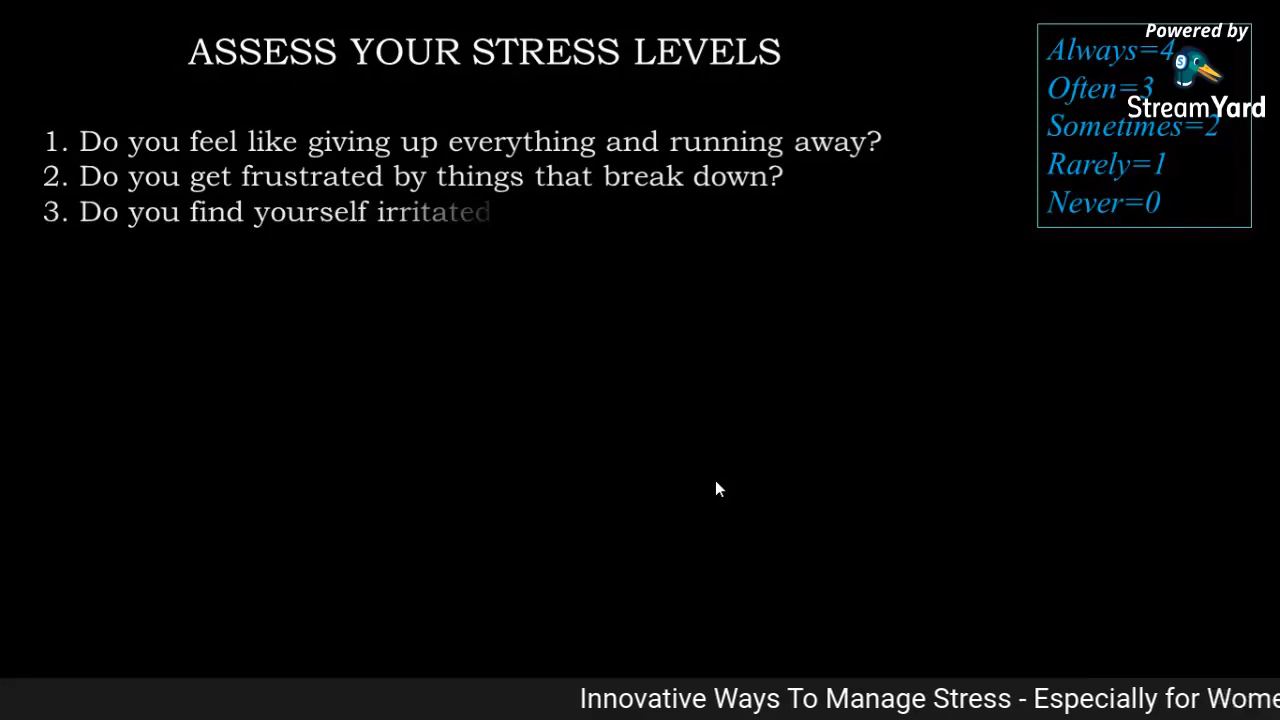 ASSESS YOUR STRESS LEVELS
1. Do you feel like giving up everything and running away?
2. Do you get frustrated by things that break down?
3. Do you find yourself irritated
Powered by
StreamYard
Always=4
Often=3
Sometimes=2
Rarely=1
Never=0
Innovative Ways To Manage Stress - Especially for Wome